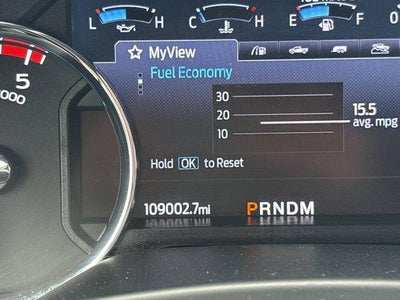 C H E F
MyView
Fuel Economy
30
20
10
15.5
avg. mpg
Hold OK to Reset
109002.7mi PRNDM
5
000